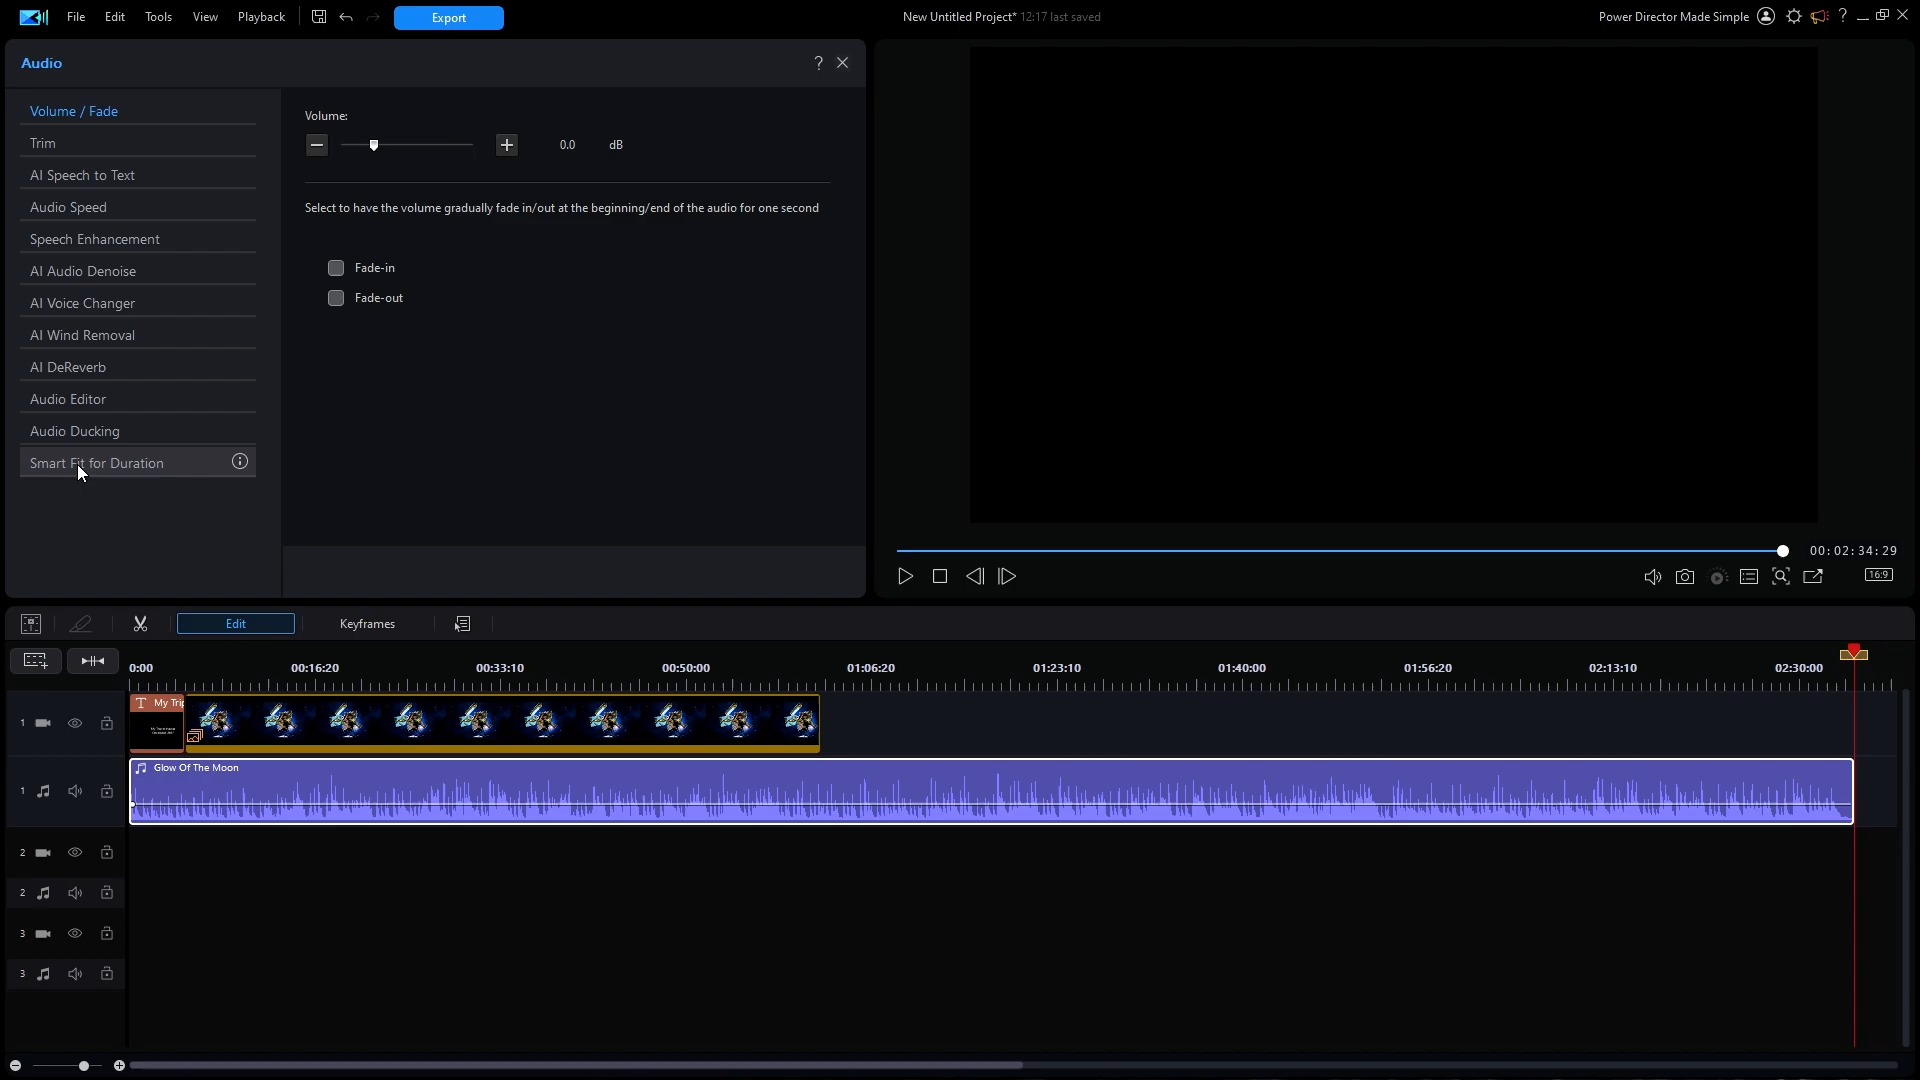 File Edit Tools View Playback Export New Untitled Project* 12:17 last saved Power Director Made Simple ?
Audio ?
Volume / Fade
Trim
AI Speech to Text
Audio Speed
Speech Enhancement
AI Audio Denoise
AI Voice Changer
AI Wind Removal
AI DeReverb
Audio Editor
Audio Ducking
Smart Fit for Duration
Volume:
0.0 dB
Select to have the volume gradually fade in/out at the beginning/end of the audio for one second
Fade-in
Fade-out
00:02:34:29
16:9
Edit Keyframes
0:00 00:16:20 00:33:10 00:50:00 01:06:20 01:23:10 01:40:00 01:56:20 02:13:10 02:30:00
1 T My Trip
1 Glow Of The Moon
2
2
3
3